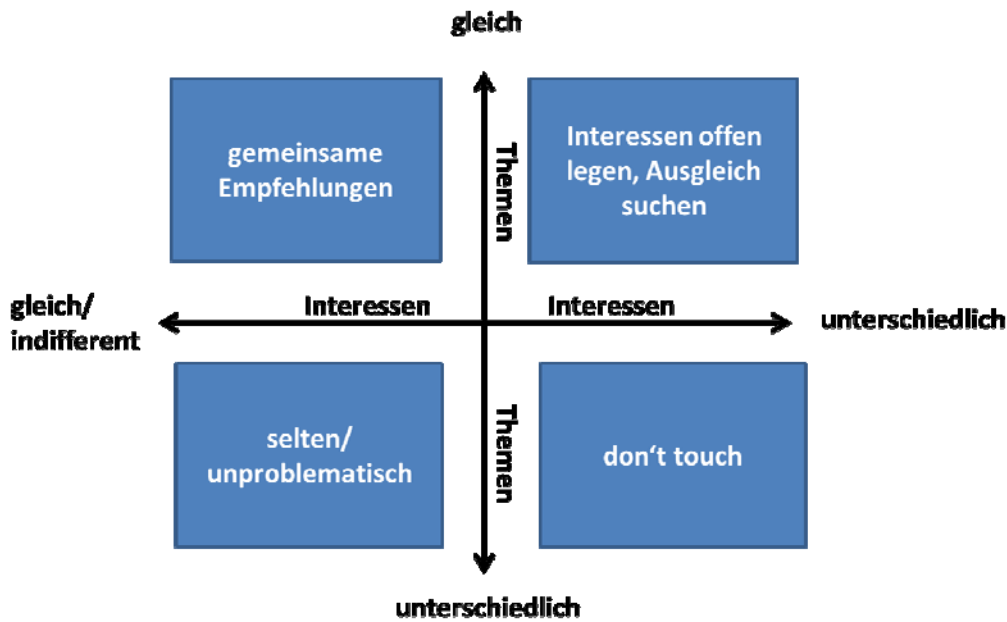 gleich
gemeinsame
Empfehlungen
Themen
Interessen offen
legen, Ausgleich
suchen
gleich/
indifferent
Interessen
Interessen
unterschiedlich
selten/
unproblematisch
Themen
don‘t touch
unterschiedlich